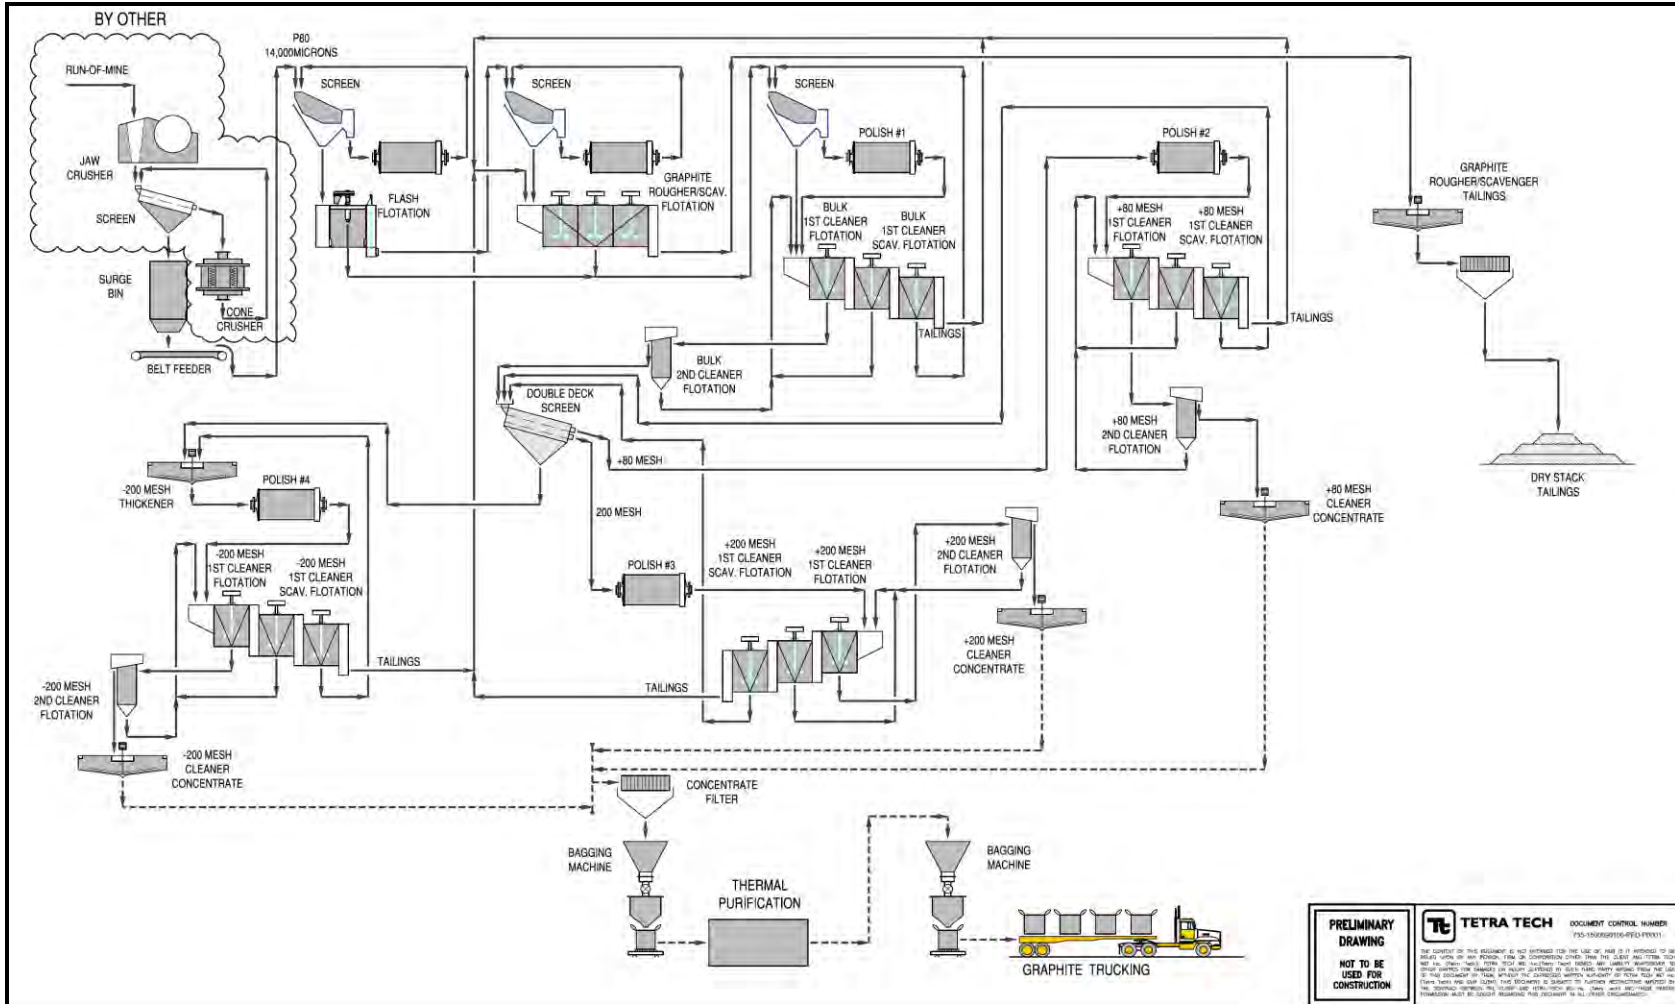 BY OTHER
RUN-OF-MINE
JAW
CRUSHER
SCREEN
SURGE
BIN
CONE
CRUSHER
BELT FEEDER
P80
14,000MICRONS
SCREEN
FLASH
FLOTATION
SCREEN
GRAPHITE
ROUGHER/SCAV.
FLOTATION
SCREEN
POLISH #1
BULK
1ST CLEANER
FLOTATION
BULK
1ST CLEANER
SCAV. FLOTATION
TAILINGS
POLISH #2
+80 MESH
1ST CLEANER
FLOTATION
+80 MESH
1ST CLEANER
SCAV. FLOTATION
TAILINGS
GRAPHITE
ROUGHER/SCAVENGER
TAILINGS
DRY STACK
TAILINGS
BULK
2ND CLEANER
FLOTATION
DOUBLE DECK
SCREEN
+80 MESH
200 MESH
+80 MESH
2ND CLEANER
FLOTATION
+80 MESH
CLEANER
CONCENTRATE
-200 MESH
THICKENER
POLISH #4
-200 MESH
1ST CLEANER
FLOTATION
-200 MESH
1ST CLEANER
SCAV. FLOTATION
TAILINGS
-200 MESH
2ND CLEANER
FLOTATION
-200 MESH
CLEANER
CONCENTRATE
POLISH #3
+200 MESH
1ST CLEANER
SCAV. FLOTATION
+200 MESH
1ST CLEANER
FLOTATION
+200 MESH
2ND CLEANER
FLOTATION
+200 MESH
CLEANER
CONCENTRATE
TAILINGS
CONCENTRATE
FILTER
BAGGING
MACHINE
THERMAL
PURIFICATION
BAGGING
MACHINE
GRAPHITE TRUCKING
PRELIMINARY
DRAWING
NOT TO BE
USED FOR
CONSTRUCTION
Tt TETRA TECH
DOCUMENT CONTROL NUMBER